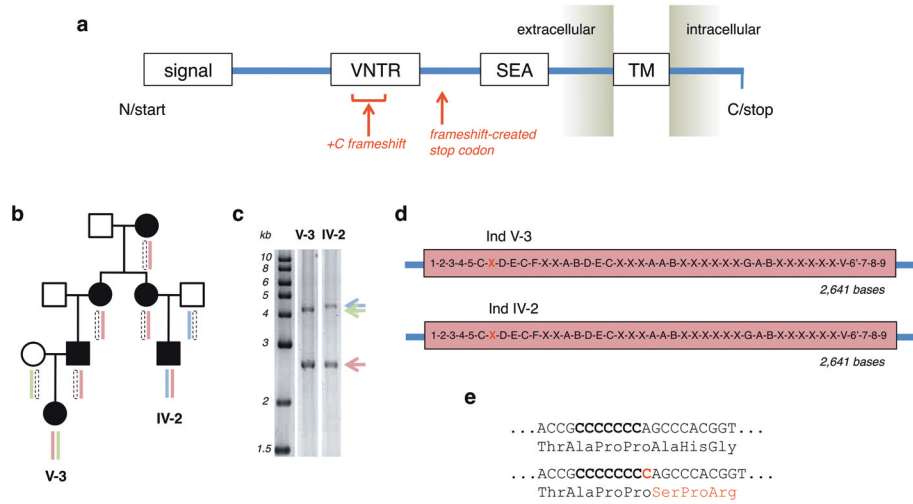 a
extracellular
intracellular
signal
VNTR
SEA
TM
N/start
C/stop
+C frameshift
frameshift-created
stop codon
b
IV-2
V-3
c
V-3 IV-2
kb
10
8
6
5
4
3
2
1.5
d
Ind V-3
1-2-3-4-5-C-X-D-E-C-F-X-X-A-B-D-E-C-X-X-X-A-A-B-X-X-X-X-X-X-G-A-B-X-X-X-X-X-X-V-6'-7-8-9
2,641 bases
Ind IV-2
1-2-3-4-5-C-X-D-E-C-F-X-X-A-B-D-E-C-X-X-X-A-A-B-X-X-X-X-X-X-G-A-B-X-X-X-X-X-X-V-6'-7-8-9
2,641 bases
e
...ACCGCCCCCCCAGCCCACGGT...
ThrAlaProProAlaHisGly
...ACCGCCCCCCCCAGCCCACGGT...
ThrAlaProProSerProArg